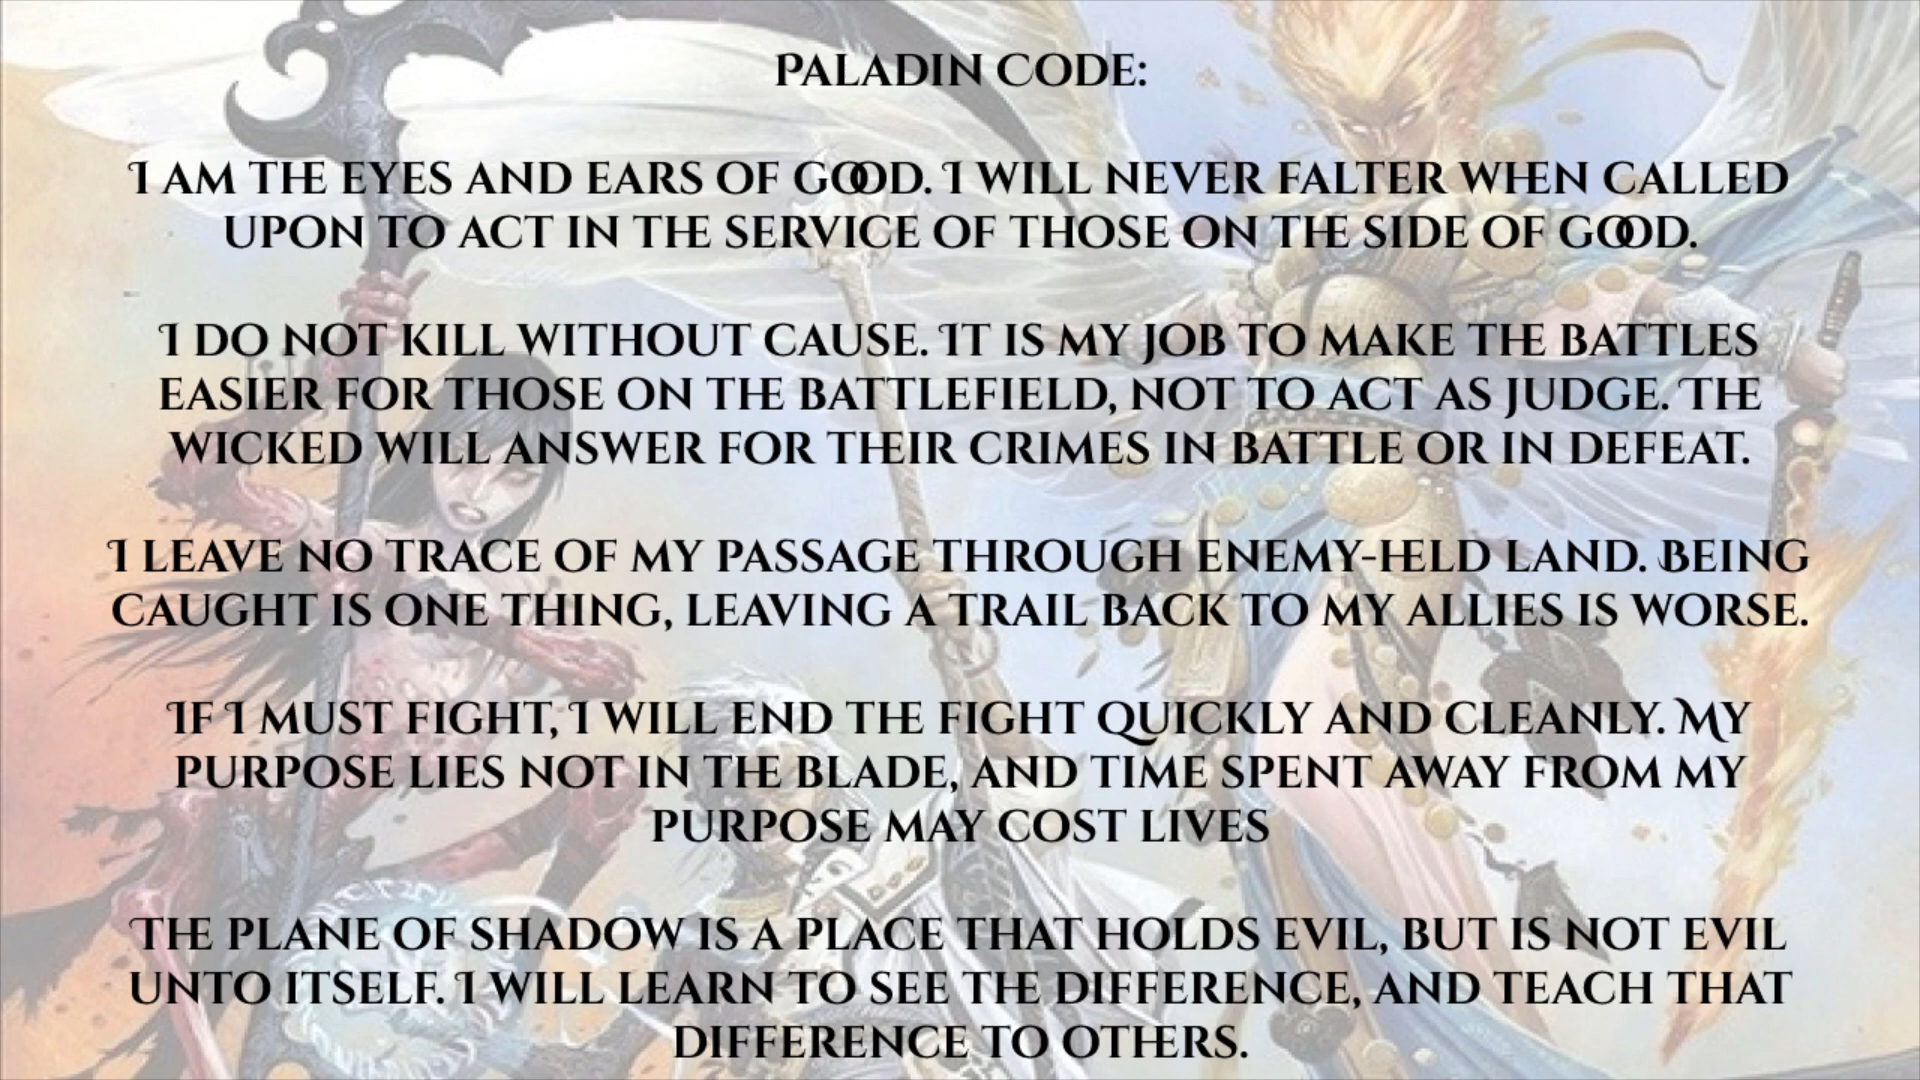 PALADIN CODE:
I AM THE EYES AND EARS OF GOOD. I WILL NEVER FALTER WHEN CALLED
UPON TO ACT IN THE SERVICE OF THOSE ON THE SIDE OF GOOD.
I DO NOT KILL WITHOUT CAUSE. IT IS MY JOB TO MAKE THE BATTLES
EASIER FOR THOSE ON THE BATTLEFIELD, NOT TO ACT AS JUDGE. THE
WICKED WILL ANSWER FOR THEIR CRIMES IN BATTLE OR IN DEFEAT.
I LEAVE NO TRACE OF MY PASSAGE THROUGH ENEMY-HELD LAND. BEING
CAUGHT IS ONE THING, LEAVING A TRAIL BACK TO MY ALLIES IS WORSE.
IF I MUST FIGHT, I WILL END THE FIGHT QUICKLY AND CLEANLY. MY
PURPOSE LIES NOT IN THE BLADE, AND TIME SPENT AWAY FROM MY
PURPOSE MAY COST LIVES
THE PLANE OF SHADOW IS A PLACE THAT HOLDS EVIL, BUT IS NOT EVIL
UNTO ITSELF. I WILL LEARN TO SEE THE DIFFERENCE, AND TEACH THAT
DIFFERENCE TO OTHERS.